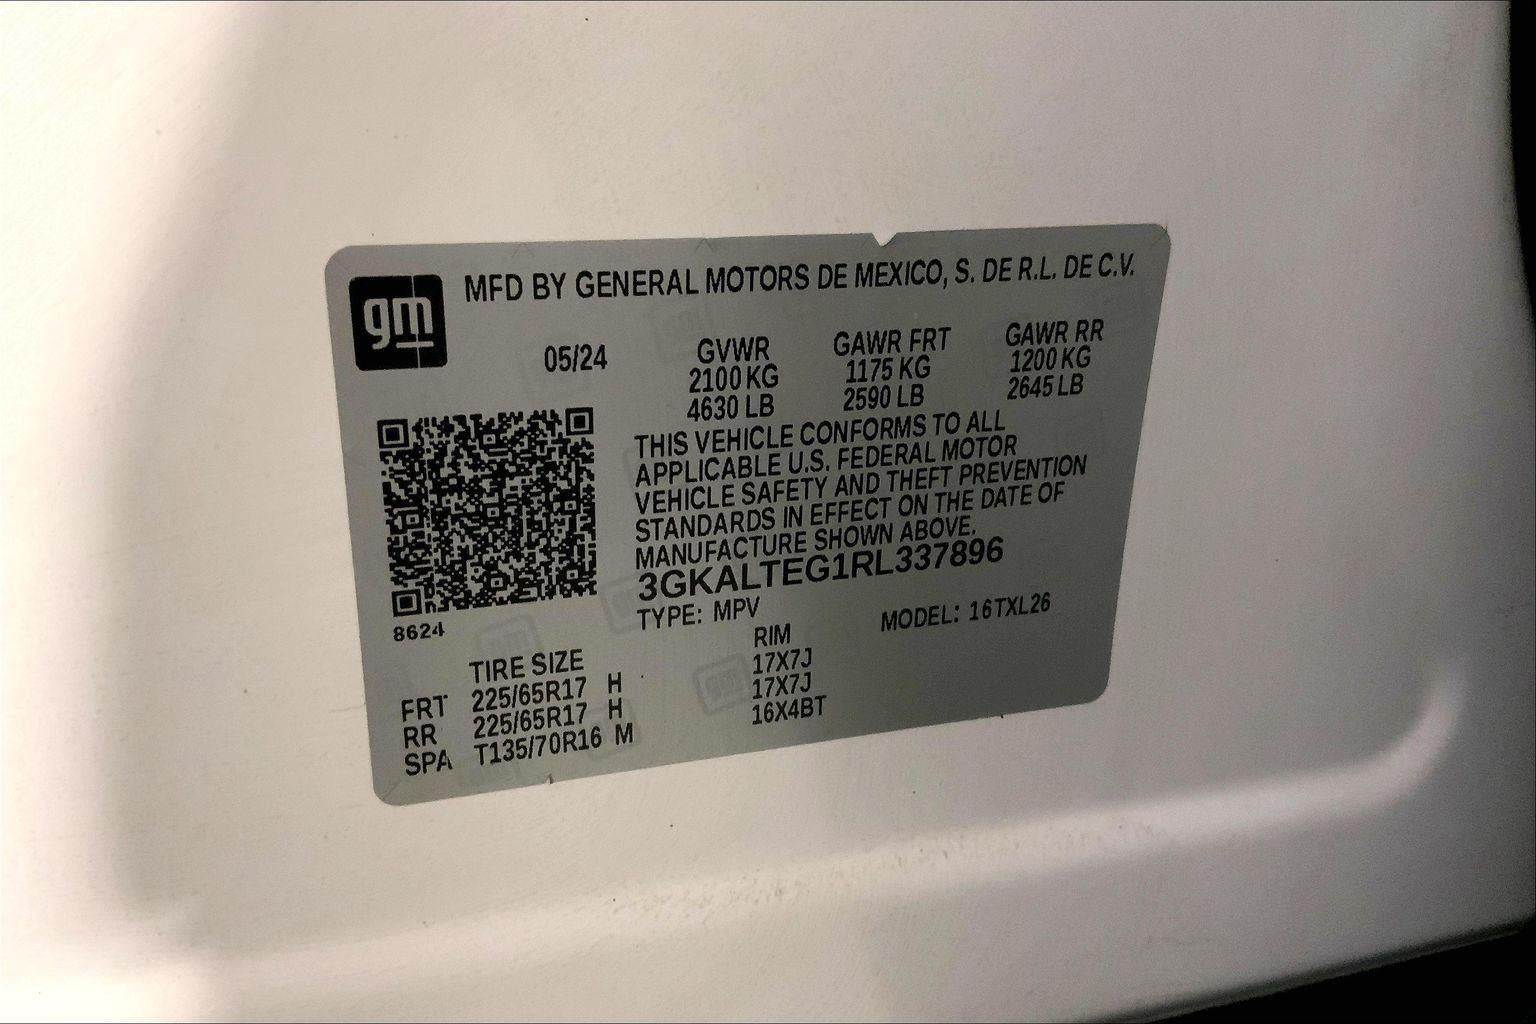 gm
MFD BY GENERAL MOTORS DE MEXICO, S. DE R.L. DE C.V.
05/24 GVWR GAWR FRT GAWR RR
2100 KG 1175 KG 1200 KG
4630 LB 2590 LB 2645 LB
THIS VEHICLE CONFORMS TO ALL
APPLICABLE U.S. FEDERAL MOTOR
VEHICLE SAFETY AND THEFT PREVENTION
STANDARDS IN EFFECT ON THE DATE OF
MANUFACTURE SHOWN ABOVE.
3GKALTEG1RL337896
8624
TYPE: MPV MODEL: 16TXL26
TIRE SIZE RIM
FRT 225/65R17 H 17X7J
RR 225/65R17 H 17X7J
SPA T135/70R16 M 16X4BT